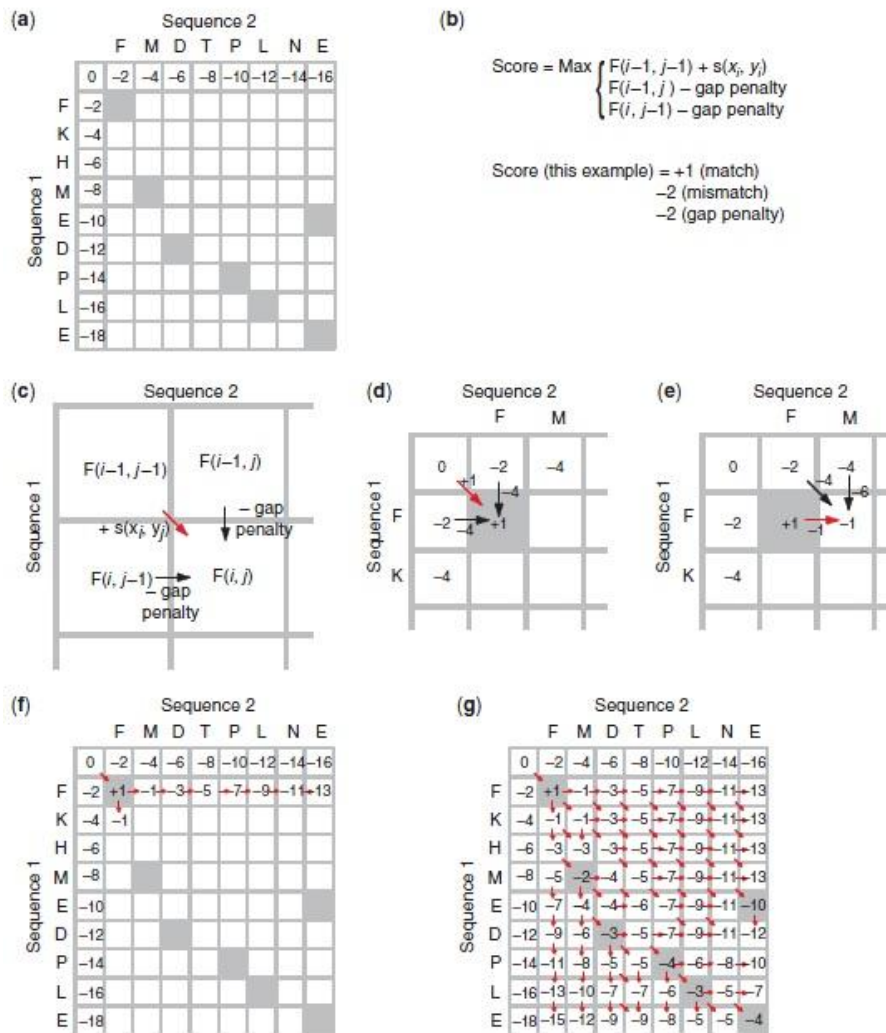 (a)
Sequence 2
F M D T P L N E
0 –2 –4 –6 –8 –10 –12 –14 –16
F –2
K –4
H –6
M –8
E –10
D –12
P –14
L –16
E –18
Sequence 1
(b)
Score = Max { F(i–1, j–1) + s(xi, yi)
F(i–1, j ) – gap penalty
F(i, j–1) – gap penalty
Score (this example) = +1 (match)
–2 (mismatch)
–2 (gap penalty)
(c)
Sequence 2
Sequence 1
F(i–1, j–1) F(i–1, j)
+ s(xi, yj) – gap
penalty
F(i, j–1) F(i, j)
– gap
penalty
(d)
Sequence 2
F M
Sequence 1
0 –2 –4
+1 –4
F –2 –4 +1
K –4
(e)
Sequence 2
F M
Sequence 1
0 –2 –4
–4 –6
F –2 +1 –1 –1
K –4
(f)
Sequence 2
F M D T P L N E
0 –2 –4 –6 –8 –10 –12 –14 –16
F –2 +1 –1 –3 –5 –7 –9 –11 –13
K –4 –1
H –6
M –8
E –10
D –12
P –14
L –16
E –18
Sequence 1
(g)
Sequence 2
F M D T P L N E
0 –2 –4 –6 –8 –10 –12 –14 –16
F –2 +1 –1 –3 –5 –7 –9 –11 –13
K –4 –1 –1 –3 –5 –7 –9 –11 –13
H –6 –3 –3 –3 –5 –7 –9 –11 –13
M –8 –5 –2 –4 –5 –7 –9 –11 –13
E –10 –7 –4 –4 –6 –7 –9 –11 –10
D –12 –9 –6 –3 –5 –7 –9 –11 –12
P –14 –11 –8 –5 –5 –4 –6 –8 –10
L –16 –13 –10 –7 –7 –6 –3 –5 –7
E –18 –15 –12 –9 –9 –8 –5 –5 –4
Sequence 1